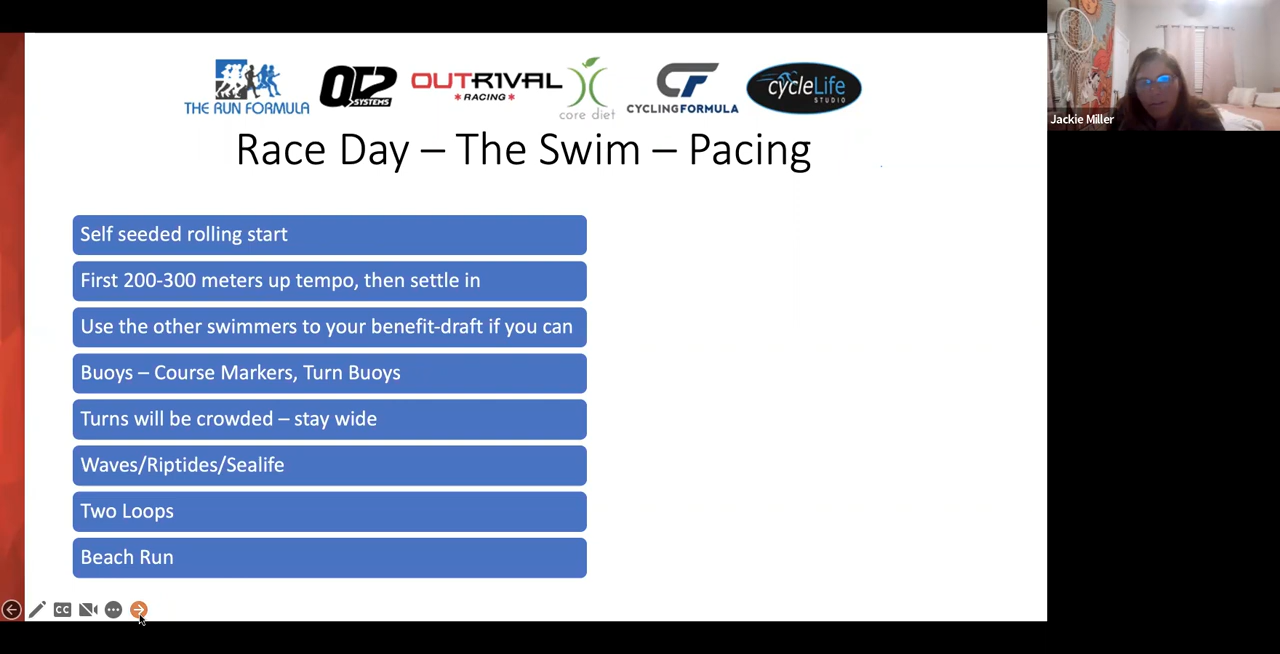 THE RUN FORMULA
OT2
SYSTEMS
OUTRIVAL
RACING
core diet
CF
CYCLINGFORMULA
cycleLife
STUDIO
Jackie Miller
Race Day – The Swim – Pacing
Self seeded rolling start
First 200-300 meters up tempo, then settle in
Use the other swimmers to your benefit-draft if you can
Buoys – Course Markers, Turn Buoys
Turns will be crowded – stay wide
Waves/Riptides/Sealife
Two Loops
Beach Run
CC